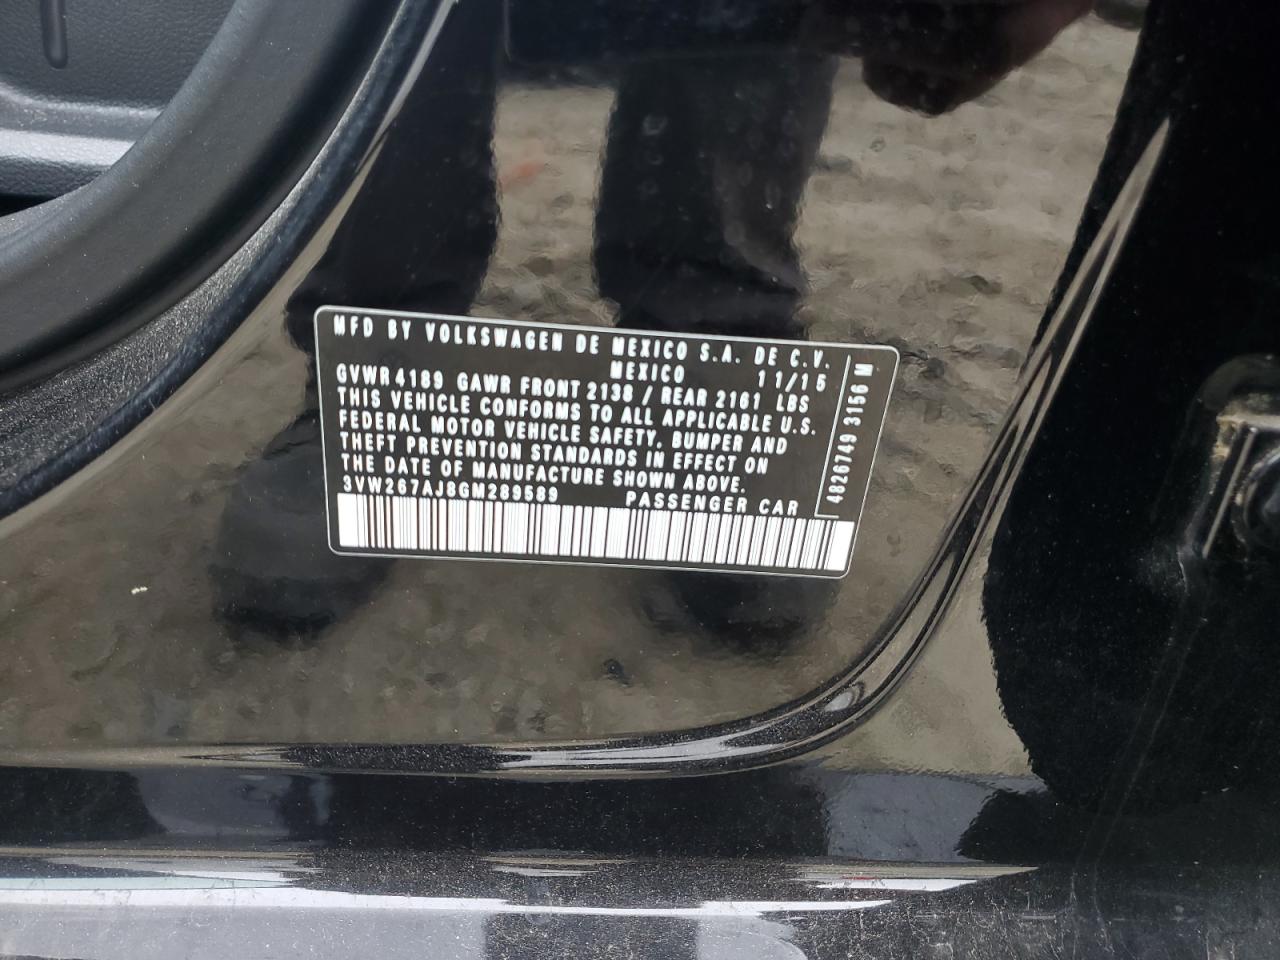 MFD BY VOLKSWAGEN DE MEXICO S.A. DE C.V.
MEXICO 11/15
GVWR 4189 GAWR FRONT 2138 / REAR 2161 LBS
THIS VEHICLE CONFORMS TO ALL APPLICABLE U.S.
FEDERAL MOTOR VEHICLE SAFETY, BUMPER AND
THEFT PREVENTION STANDARDS IN EFFECT ON
THE DATE OF MANUFACTURE SHOWN ABOVE.
3VW267AJ8GM289589 PASSENGER CAR
4826749 3156 M